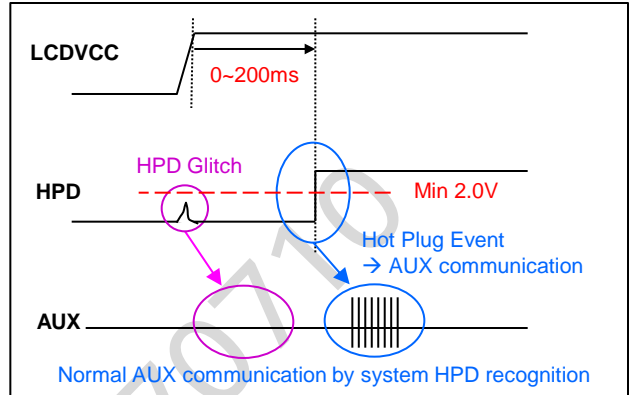 LCDVCC
0~200ms
HPD Glitch
HPD
Min 2.0V
Hot Plug Event
→ AUX communication
AUX
Normal AUX communication by system HPD recognition